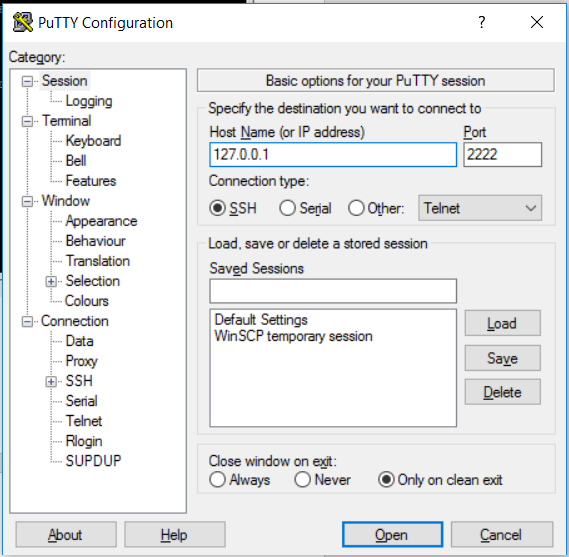 PuTTY Configuration
?
Category:
Session
Logging
Terminal
Keyboard
Bell
Features
Window
Appearance
Behaviour
Translation
Selection
Colours
Connection
Data
Proxy
SSH
Serial
Telnet
Rlogin
SUPDUP
Basic options for your PuTTY session
Specify the destination you want to connect to
Host Name (or IP address) Port
127.0.0.1 2222
Connection type:
SSH Serial Other: Telnet
Load, save or delete a stored session
Saved Sessions
Default Settings
WinSCP temporary session
Load
Save
Delete
Close window on exit:
Always Never Only on clean exit
About Help Open Cancel